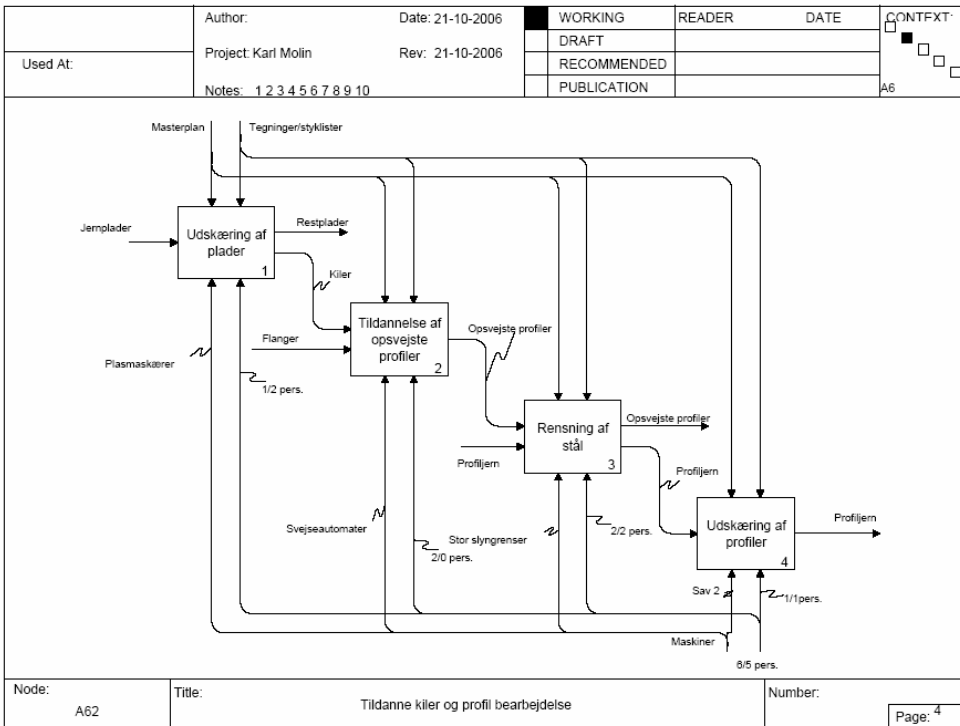 Used At:
Author:
Date: 21-10-2006
Project: Karl Molin
Rev: 21-10-2006
Notes: 1 2 3 4 5 6 7 8 9 10
WORKING
DRAFT
RECOMMENDED
PUBLICATION
READER
DATE
CONTEXT:
A6
Masterplan
Tegninger/styklister
Jernplader
Udskæring af
plader
1
Restplader
Kiler
Flanger
Tildannelse af
opsvejste
profiler
2
Opsvejste profiler
Plasmaskærer
1/2 pers.
Profiljern
Rensning af
stål
3
Opsvejste profiler
Profiljern
Svejseautomater
2/0 pers.
Stor slyngrenser
2/2 pers.
Udskæring af
profiler
4
Profiljern
Sav 2
1/1pers.
Maskiner
6/5 pers.
Node:
A62
Title:
Tildanne kiler og profil bearbejdelse
Number:
Page: 4